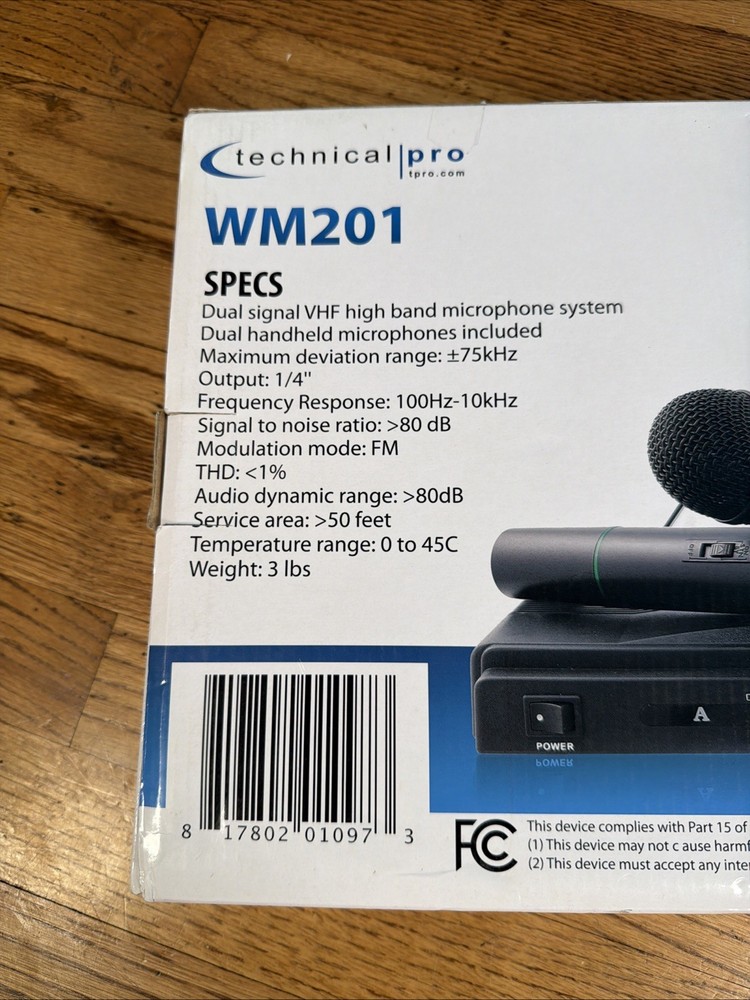 technical|pro
tpro.com
WM201
SPECS
Dual signal VHF high band microphone system
Dual handheld microphones included
Maximum deviation range: ±75kHz
Output: 1/4"
Frequency Response: 100Hz-10kHz
Signal to noise ratio: >80 dB
Modulation mode: FM
THD: <1%
Audio dynamic range: >80dB
Service area: >50 feet
Temperature range: 0 to 45C
Weight: 3 lbs
A
POWER
8 17802 01097 3
FC
This device complies with Part 15 of
(1) This device may not c ause harmf
(2) This device must accept any inte